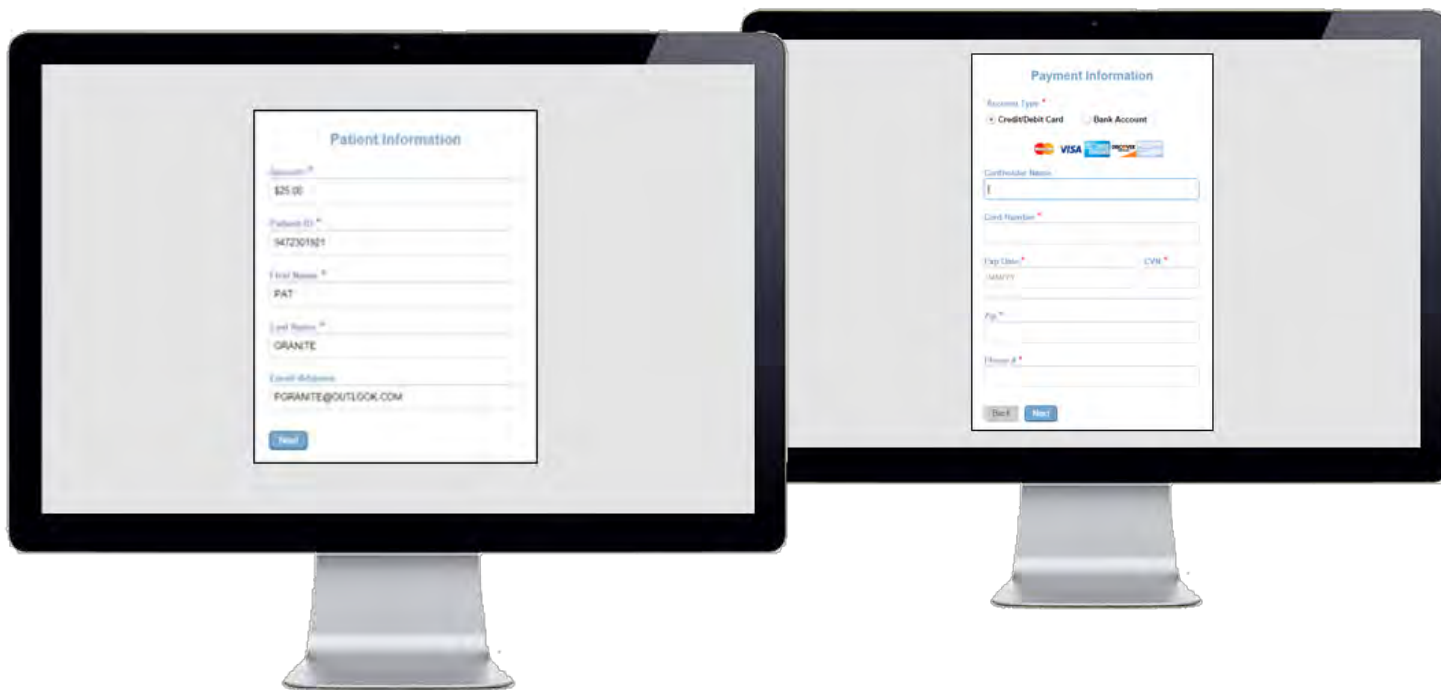 Patient Information
Amount *
$25.00
Patient ID *
9472301921
First Name *
PAT
Last Name *
GRANITE
Email Address
PGRANITE@OUTLOOK.COM
Next
Payment Information
Account Type *
Credit/Debit Card Bank Account
VISA DISCOVER
Cardholder Name
Card Number *
Exp Date * CVN *
MM/YY
Zip *
Phone # *
Back Next